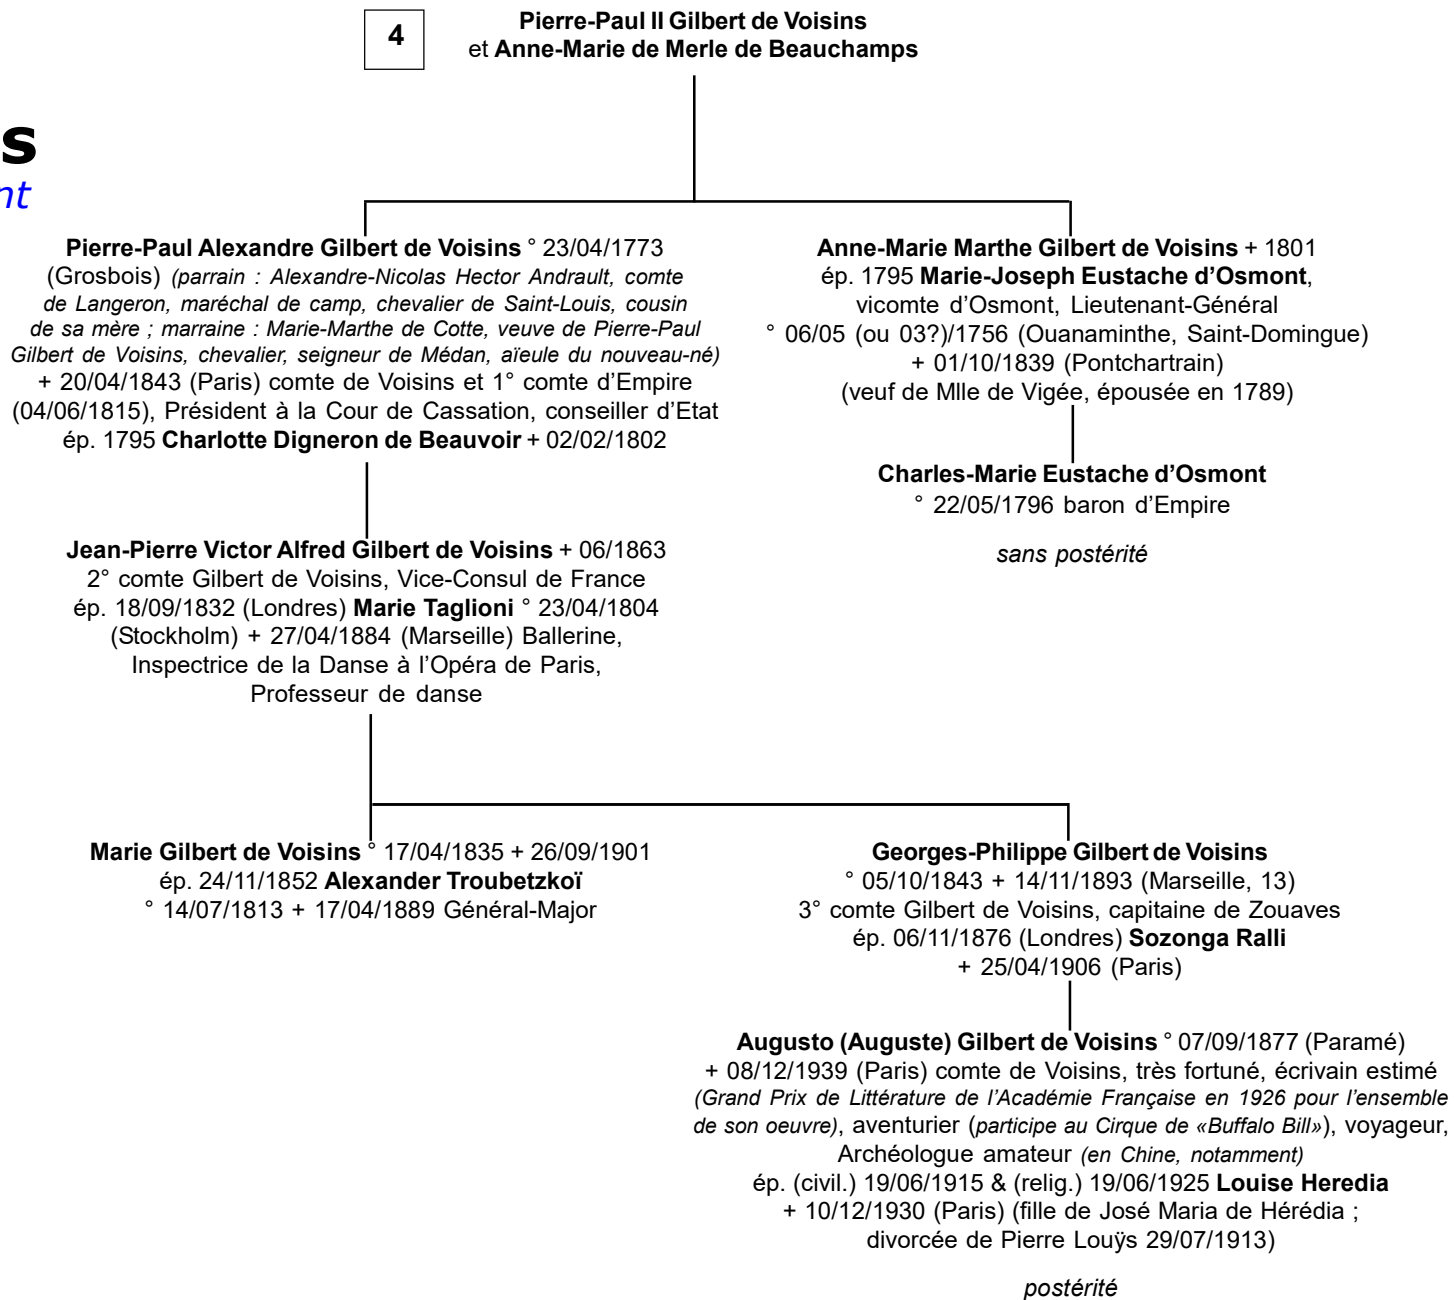 4
Pierre-Paul II Gilbert de Voisins
et Anne-Marie de Merle de Beauchamps
s
nt
Pierre-Paul Alexandre Gilbert de Voisins ° 23/04/1773
(Grosbois) (parrain : Alexandre-Nicolas Hector Andrault, comte
de Langeron, maréchal de camp, chevalier de Saint-Louis, cousin
de sa mère ; marraine : Marie-Marthe de Cotte, veuve de Pierre-Paul
Gilbert de Voisins, chevalier, seigneur de Médan, aïeule du nouveau-né)
+ 20/04/1843 (Paris) comte de Voisins et 1° comte d'Empire
(04/06/1815), Président à la Cour de Cassation, conseiller d'Etat
ép. 1795 Charlotte Digneron de Beauvoir + 02/02/1802
Anne-Marie Marthe Gilbert de Voisins + 1801
ép. 1795 Marie-Joseph Eustache d'Osmont,
vicomte d'Osmont, Lieutenant-Général
° 06/05 (ou 03?)/1756 (Ouanaminthe, Saint-Domingue)
+ 01/10/1839 (Pontchartrain)
(veuf de Mlle de Vigée, épousée en 1789)
Charles-Marie Eustache d'Osmont
° 22/05/1796 baron d'Empire
sans postérité
Jean-Pierre Victor Alfred Gilbert de Voisins + 06/1863
2° comte Gilbert de Voisins, Vice-Consul de France
ép. 18/09/1832 (Londres) Marie Taglioni ° 23/04/1804
(Stockholm) + 27/04/1884 (Marseille) Ballerine,
Inspectrice de la Danse à l'Opéra de Paris,
Professeur de danse
Marie Gilbert de Voisins ° 17/04/1835 + 26/09/1901
ép. 24/11/1852 Alexander Troubetzkoï
° 14/07/1813 + 17/04/1889 Général-Major
Georges-Philippe Gilbert de Voisins
° 05/10/1843 + 14/11/1893 (Marseille, 13)
3° comte Gilbert de Voisins, capitaine de Zouaves
ép. 06/11/1876 (Londres) Sozonga Ralli
+ 25/04/1906 (Paris)
Augusto (Auguste) Gilbert de Voisins ° 07/09/1877 (Paramé)
+ 08/12/1939 (Paris) comte de Voisins, très fortuné, écrivain estimé
(Grand Prix de Littérature de l'Académie Française en 1926 pour l'ensemble
de son oeuvre), aventurier (participe au Cirque de «Buffalo Bill»), voyageur,
Archéologue amateur (en Chine, notamment)
ép. (civil.) 19/06/1915 & (relig.) 19/06/1925 Louise Heredia
+ 10/12/1930 (Paris) (fille de José Maria de Hérédia ;
divorcée de Pierre Louÿs 29/07/1913)
postérité